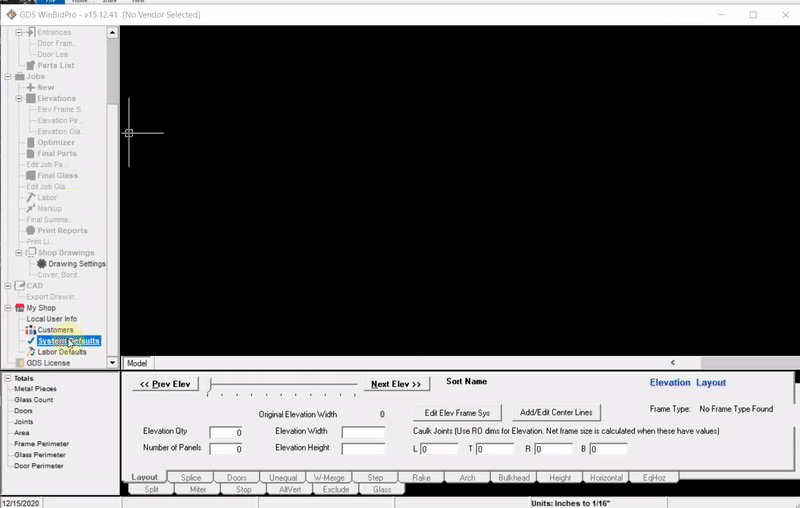 GDS WinBidPro - v15.12.41 [No Vendor Selected]
Entrances
Door Fram..
Door Lea..
Parts List
Jobs
New
Elevations
Elev Frame S..
Elevation Pa...
Elevation Gla..
Optimizer
Final Parts
Edit Job Pa...
Final Glass
Edit Job Gla..
Labor
Markup
Final Summa..
Print Reports
Print Li...
Shop Drawings
Drawing Settings
Cover, Bord..
CAD
Export Drawin..
My Shop
Local User Info
Customers
System Defaults
Labor Defaults
GDS License
Model
Totals
Metal Pieces
Glass Count
Doors
Joints
Area
Frame Perimeter
Glass Perimeter
Door Perimeter
<< Prev Elev
Next Elev >>
Sort Name
Elevation Layout
Original Elevation Width 0
Edit Elev Frame Sys
Add/Edit Center Lines
Frame Type: No Frame Type Found
Elevation Qty 0
Elevation Width
Caulk Joints (Use RO dims for Elevation. Net frame size is calculated when these have values)
Number of Panels 0
Elevation Height
L 0 T 0 R 0 B 0
Layout Splice Doors Unequal W-Merge Step Rake Arch Bulkhead Height Horizontal EqHoz
Split Miter Stop AltVert Exclude Glass
12/15/2020
Units: Inches to 1/16"